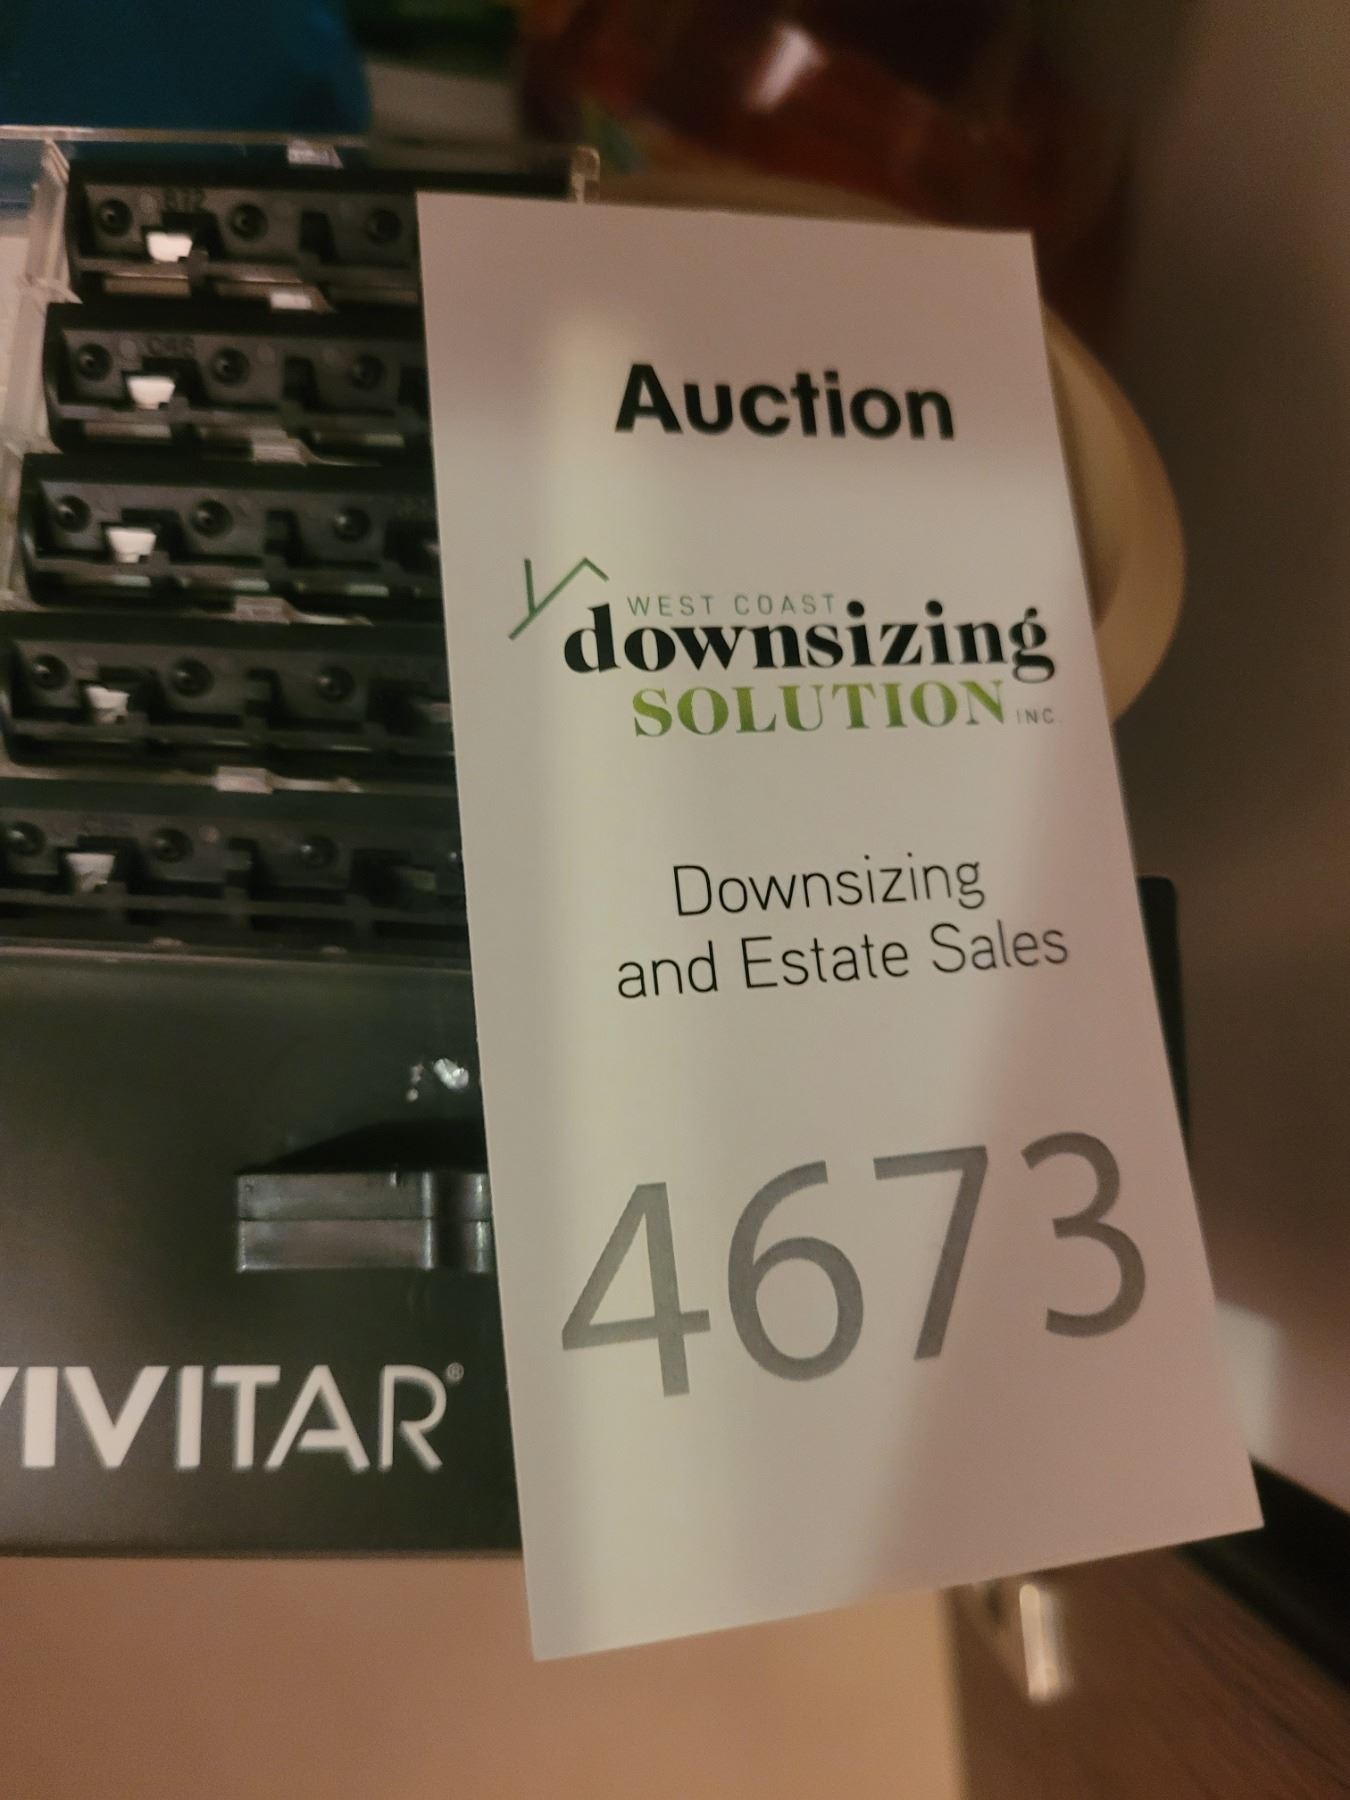 Auction
WEST COAST
downsizing
SOLUTION INC.
Downsizing
and Estate Sales
4673
VIVITAR®